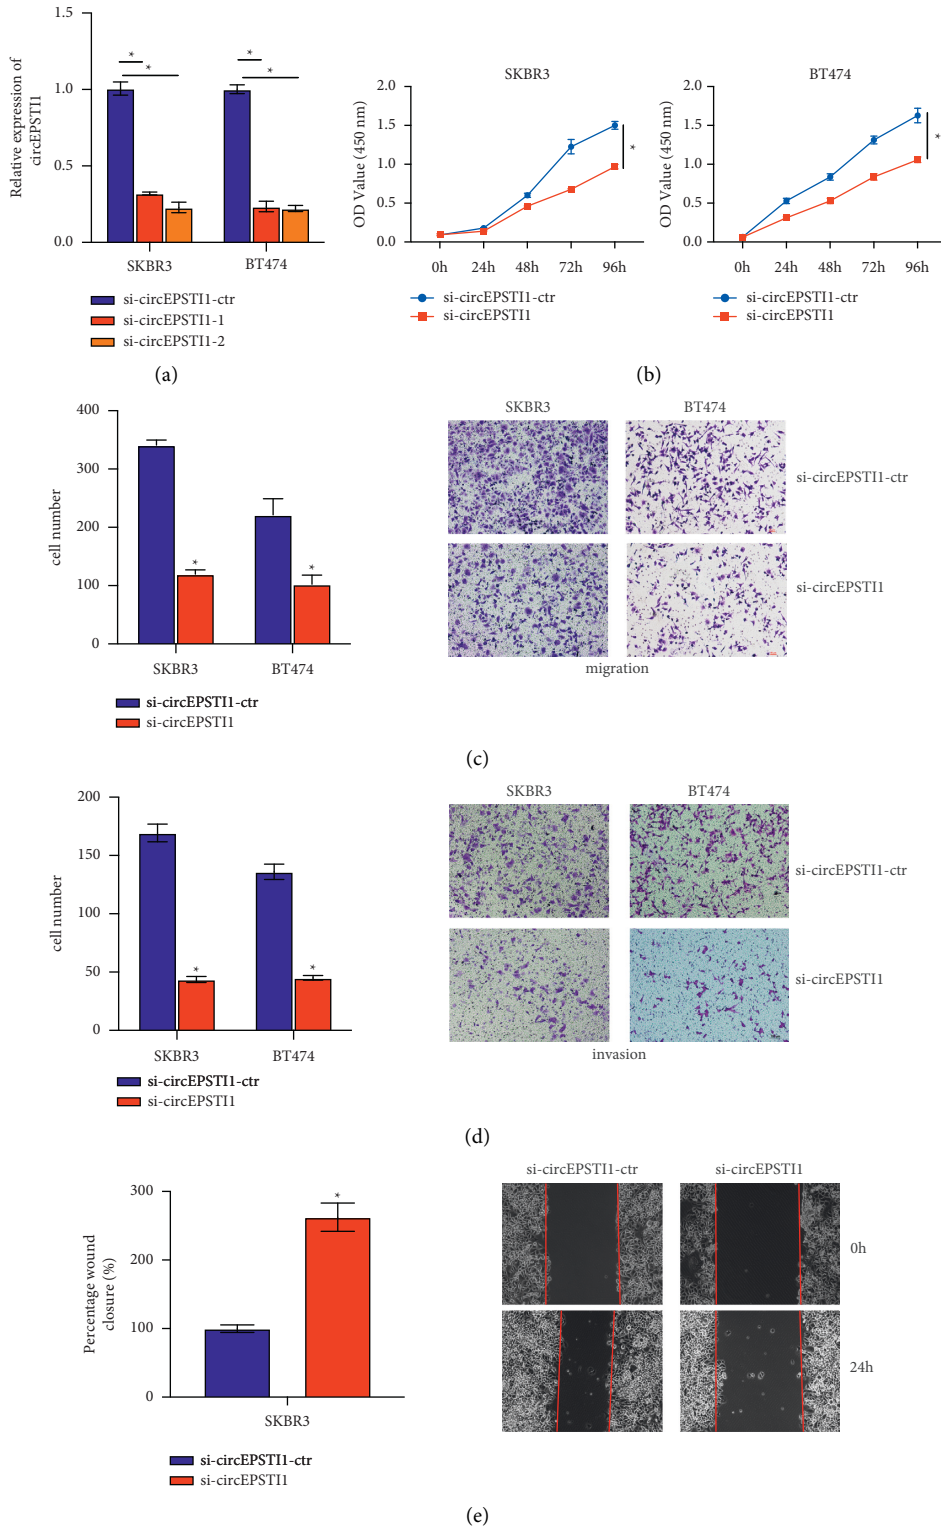 1.5
1.0
0.5
0.0
Relative expression of
circEPSTI1
*
*
*
*
SKBR3
BT474
si-circEPSTI1-ctr
si-circEPSTI1-1
si-circEPSTI1-2
(a)
SKBR3
2.0
1.5
1.0
0.5
0.0
OD Value (450 nm)
*
0h
24h
48h
72h
96h
si-circEPSTI1-ctr
si-circEPSTI1
BT474
2.0
1.5
1.0
0.5
0.0
OD Value (450 nm)
*
0h
24h
48h
72h
96h
si-circEPSTI1-ctr
si-circEPSTI1
(b)
400
300
200
100
0
cell number
*
*
SKBR3
BT474
si-circEPSTI1-ctr
si-circEPSTI1
SKBR3
BT474
si-circEPSTI1-ctr
si-circEPSTI1
migration
(c)
200
150
100
50
0
cell number
*
*
SKBR3
BT474
si-circEPSTI1-ctr
si-circEPSTI1
SKBR3
BT474
si-circEPSTI1-ctr
si-circEPSTI1
invasion
(d)
300
200
100
0
Percentage wound
closure (%)
*
SKBR3
si-circEPSTI1-ctr
si-circEPSTI1
si-circEPSTI1-ctr
si-circEPSTI1
0h
24h
(e)